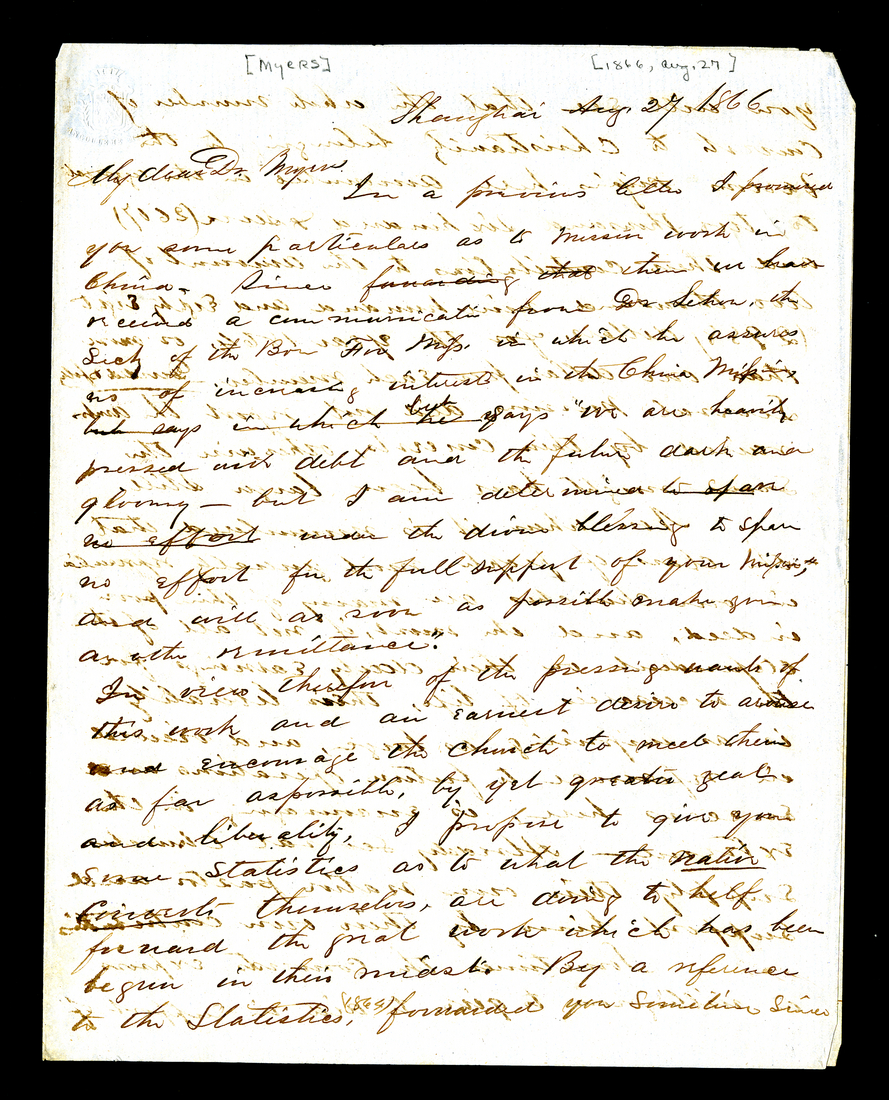 [Myers]
[1866, Aug. 27]
Shanghai Aug. 27, 1866
My dear Dr. Myers.
In a previous letter I promised
you some particulars as to mission work in
China. Since forwarding that then we have
received a communicatn from Dr Sehon, the
Secy of the Bor For Miss. in which he assures
us of increasing interest in the China Miss.
but says in which he but says "We are heavily
pressed with debt and the future dark and
gloomy — but I am determined to spare
no effort under the divine blessing to spare
no effort for the full support of your Mission,
and will as soon as possible make you
another remittance."
In view therefore of the pressing wants of
this work and an earnest desire to arouse
and encourage the Church to meet them
as far as possible, by yet greater zeal
and liberality, I propose to give you
some Statistics as to what the native
Converts themselves, are doing to help
forward the great work which has been
begun in their midst. By a reference
to the Statistics, (1864) forwarded you sometime since